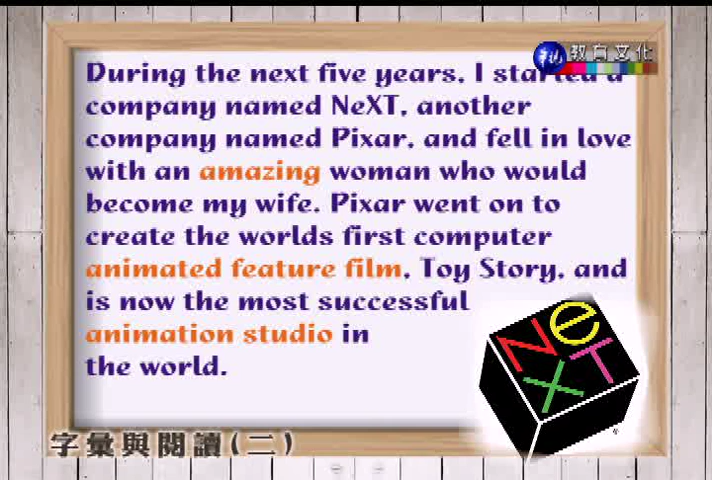 教育文化
During the next five years, I started a
company named NeXT, another
company named Pixar, and fell in love
with an amazing woman who would
become my wife. Pixar went on to
create the worlds first computer
animated feature film, Toy Story, and
is now the most successful
animation studio in
the world.
NeXT
字彙與閱讀(二)